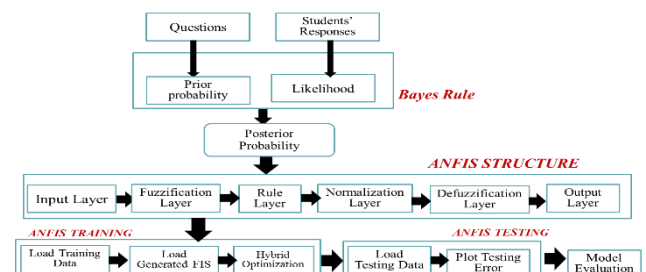 Questions
Students'
Responses
Prior
probability
Likelihood
Bayes Rule
Posterior
Probability
ANFIS STRUCTURE
Input Layer
Fuzzification
Layer
Rule
Layer
Normalization
Layer
Defuzzification
Layer
Output
Layer
ANFIS TRAINING
ANFIS TESTING
Load Training
Data
Load
Generated FIS
Hybrid
Optimization
Load
Testing Data
Plot Testing
Error
Model
Evaluation